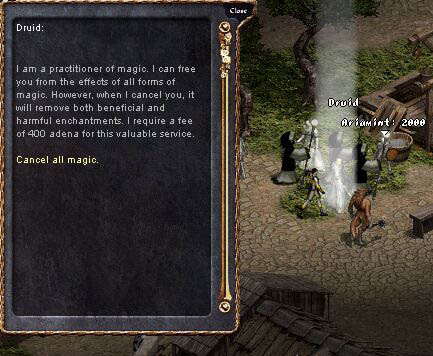 Close
Druid:
I am a practitioner of magic. I can free
you from the effects of all forms of
magic. However, when I cancel you, it
will remove both beneficial and
harmful enchantments. I require a fee
of 400 adena for this valuable service.
Cancel all magic.
Druid
Ariamint: 2000